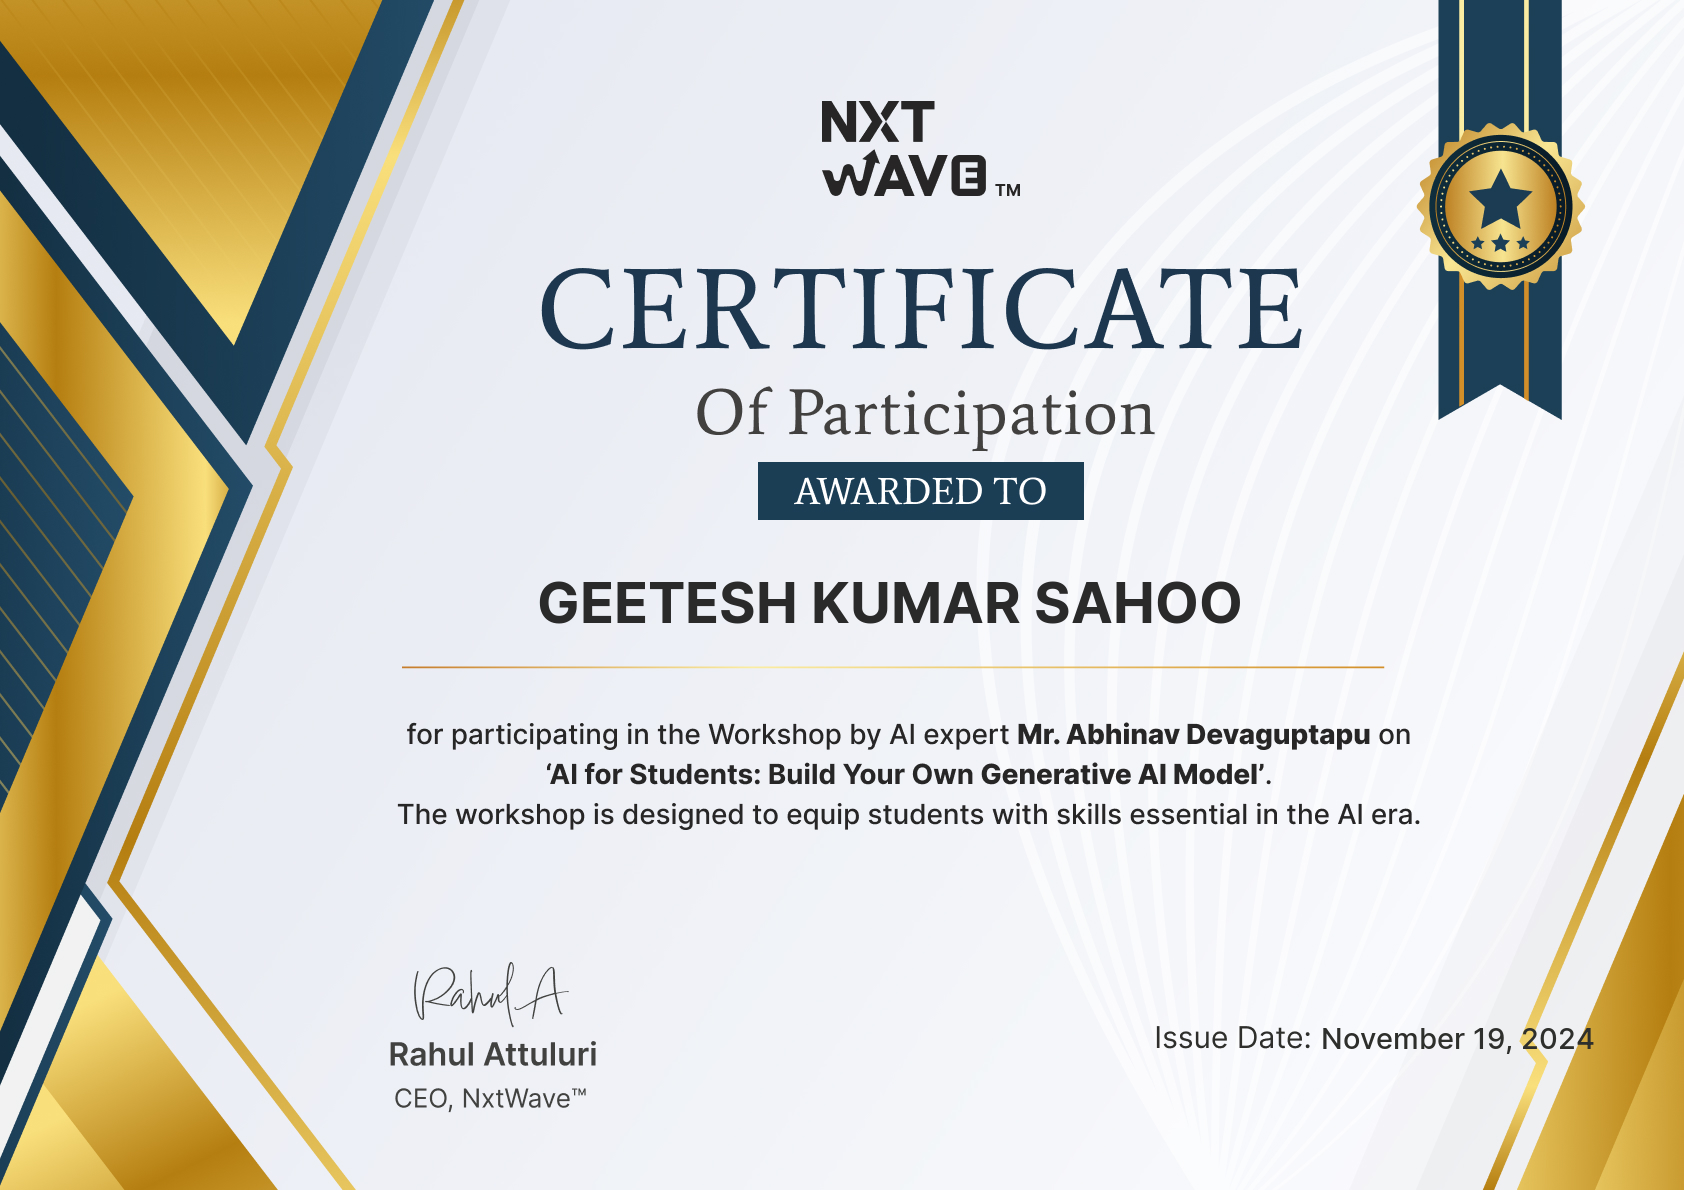 NXT
WAVE TM
CERTIFICATE
Of Participation
AWARDED TO
GEETESH KUMAR SAHOO
for participating in the Workshop by AI expert Mr. Abhinav Devaguptapu on
‘AI for Students: Build Your Own Generative AI Model’.
The workshop is designed to equip students with skills essential in the AI era.
Rahul A
Rahul Attuluri
CEO, NxtWave™
Issue Date: November 19, 2024